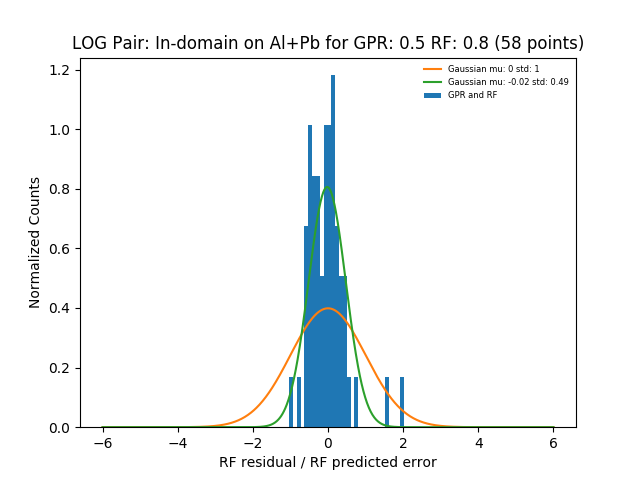 LOG Pair: In-domain on Al+Pb for GPR: 0.5 RF: 0.8 (58 points)
Gaussian mu: 0 std: 1
Gaussian mu: -0.02 std: 0.49
GPR and RF
1.2
1.0
0.8
0.6
0.4
0.2
0.0
Normalized Counts
−6 −4 −2 0 2 4 6
RF residual / RF predicted error